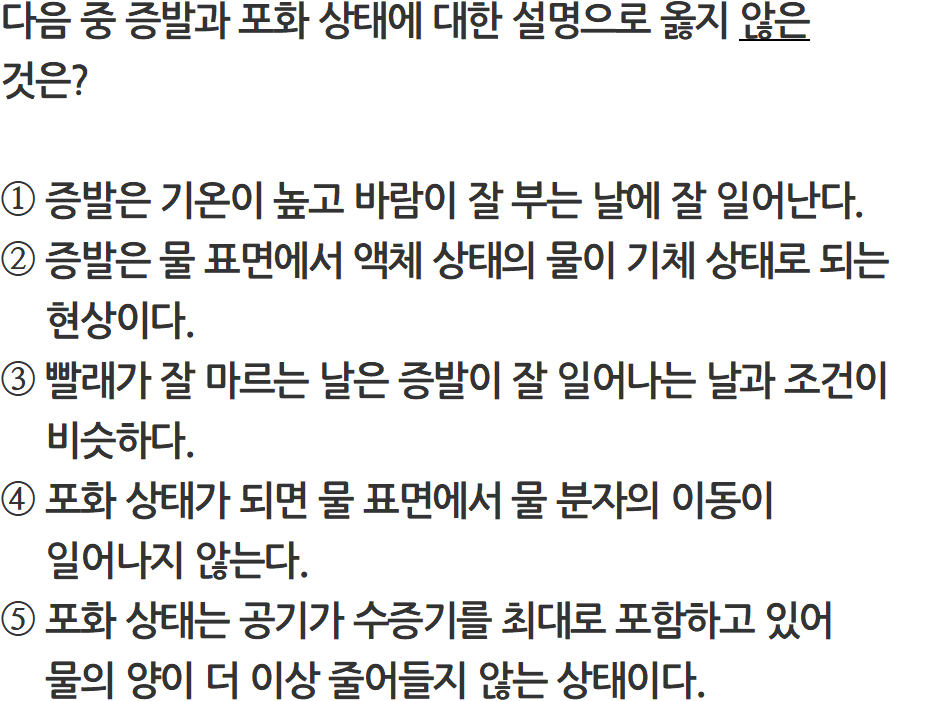 다음 중 증발과 포화 상태에 대한 설명으로 옳지 않은
것은?
① 증발은 기온이 높고 바람이 잘 부는 날에 잘 일어난다.
② 증발은 물 표면에서 액체 상태의 물이 기체 상태로 되는
현상이다.
③ 빨래가 잘 마르는 날은 증발이 잘 일어나는 날과 조건이
비슷하다.
④ 포화 상태가 되면 물 표면에서 물 분자의 이동이
일어나지 않는다.
⑤ 포화 상태는 공기가 수증기를 최대로 포함하고 있어
물의 양이 더 이상 줄어들지 않는 상태이다.